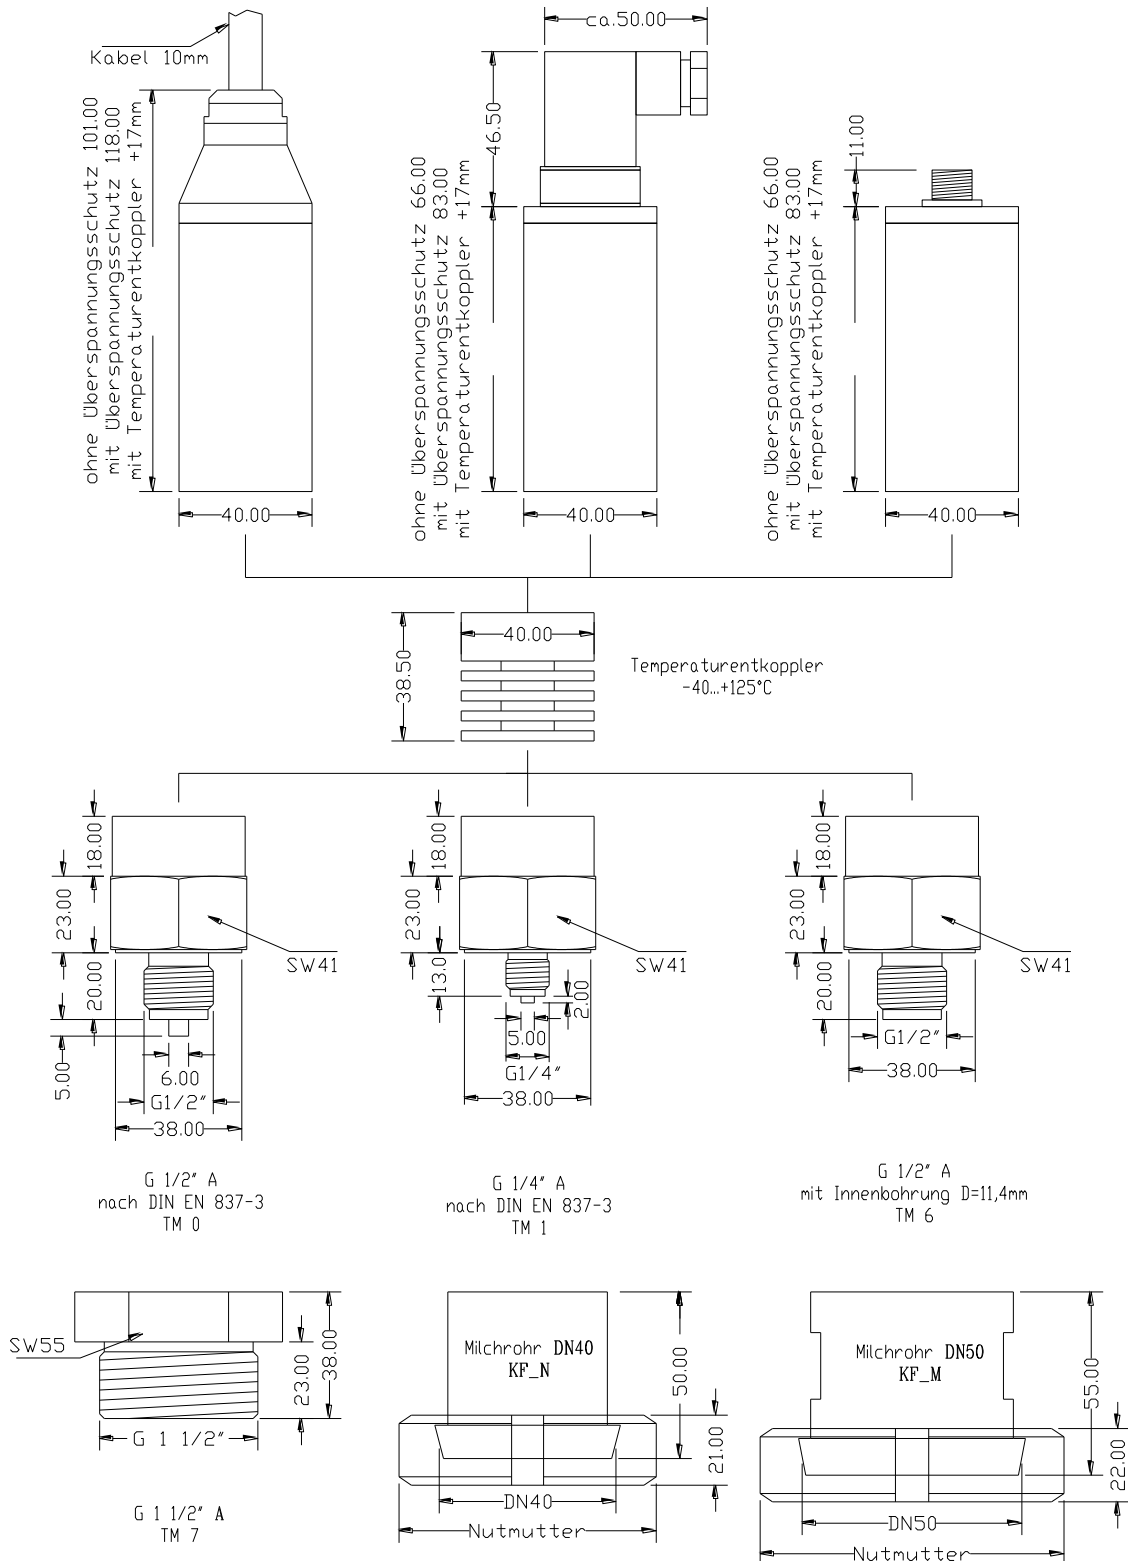 ca.50.00
Kabel 10mm
ohne Überspannungsschutz 101.00
mit Überspannungsschutz 118.00
mit Temperaturentkoppler +17mm
40.00
46.50
ohne Überspannungsschutz 66.00
mit Überspannungsschutz 83.00
mit Temperaturentkoppler +17mm
40.00
11.00
ohne Überspannungsschutz 66.00
mit Überspannungsschutz 83.00
mit Temperaturentkoppler +17mm
40.00
38.50
40.00
Temperaturentkoppler
-40...+125°C
18.00
23.00
20.00
5.00
SW41
6.00
G1/2"
38.00
G 1/2" A
nach DIN EN 837-3
TM 0
18.00
23.00
13.0
2.00
SW41
5.00
G1/4"
38.00
G 1/4" A
nach DIN EN 837-3
TM 1
18.00
23.00
20.00
SW41
G1/2"
38.00
G 1/2" A
mit Innenbohrung D=11,4mm
TM 6
SW55
23.00
38.00
G 1 1/2"
G 1 1/2" A
TM 7
Milchrohr DN40
KF_N
50.00
21.00
DN40
Nutmutter
Milchrohr DN50
KF_M
55.00
22.00
DN50
Nutmutter